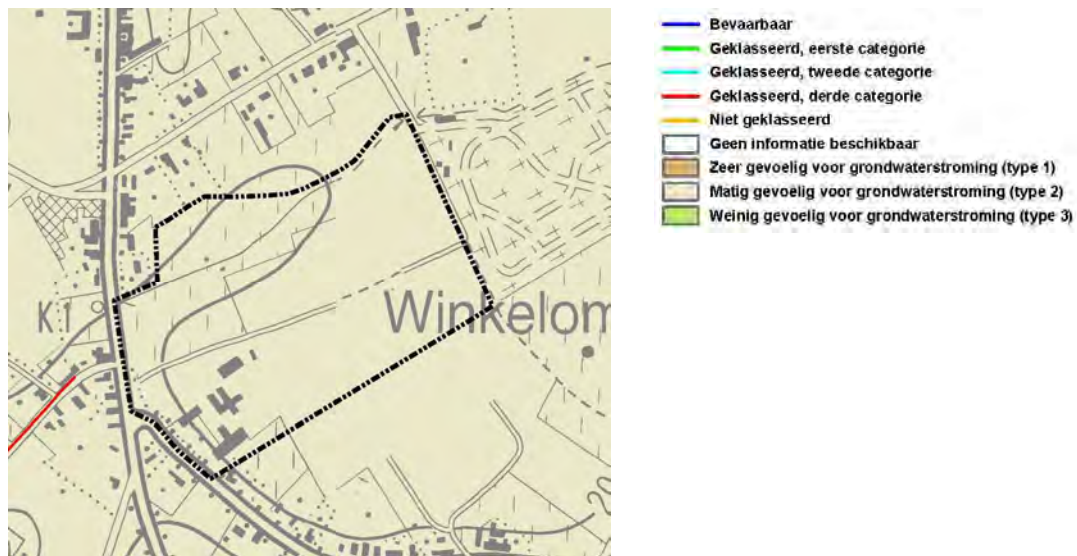 K1
Winkelom
20
Bevaarbaar
Geklasseerd, eerste categorie
Geklasseerd, tweede categorie
Geklasseerd, derde categorie
Niet geklasseerd
Geen informatie beschikbaar
Zeer gevoelig voor grondwaterstroming (type 1)
Matig gevoelig voor grondwaterstroming (type 2)
Weinig gevoelig voor grondwaterstroming (type 3)